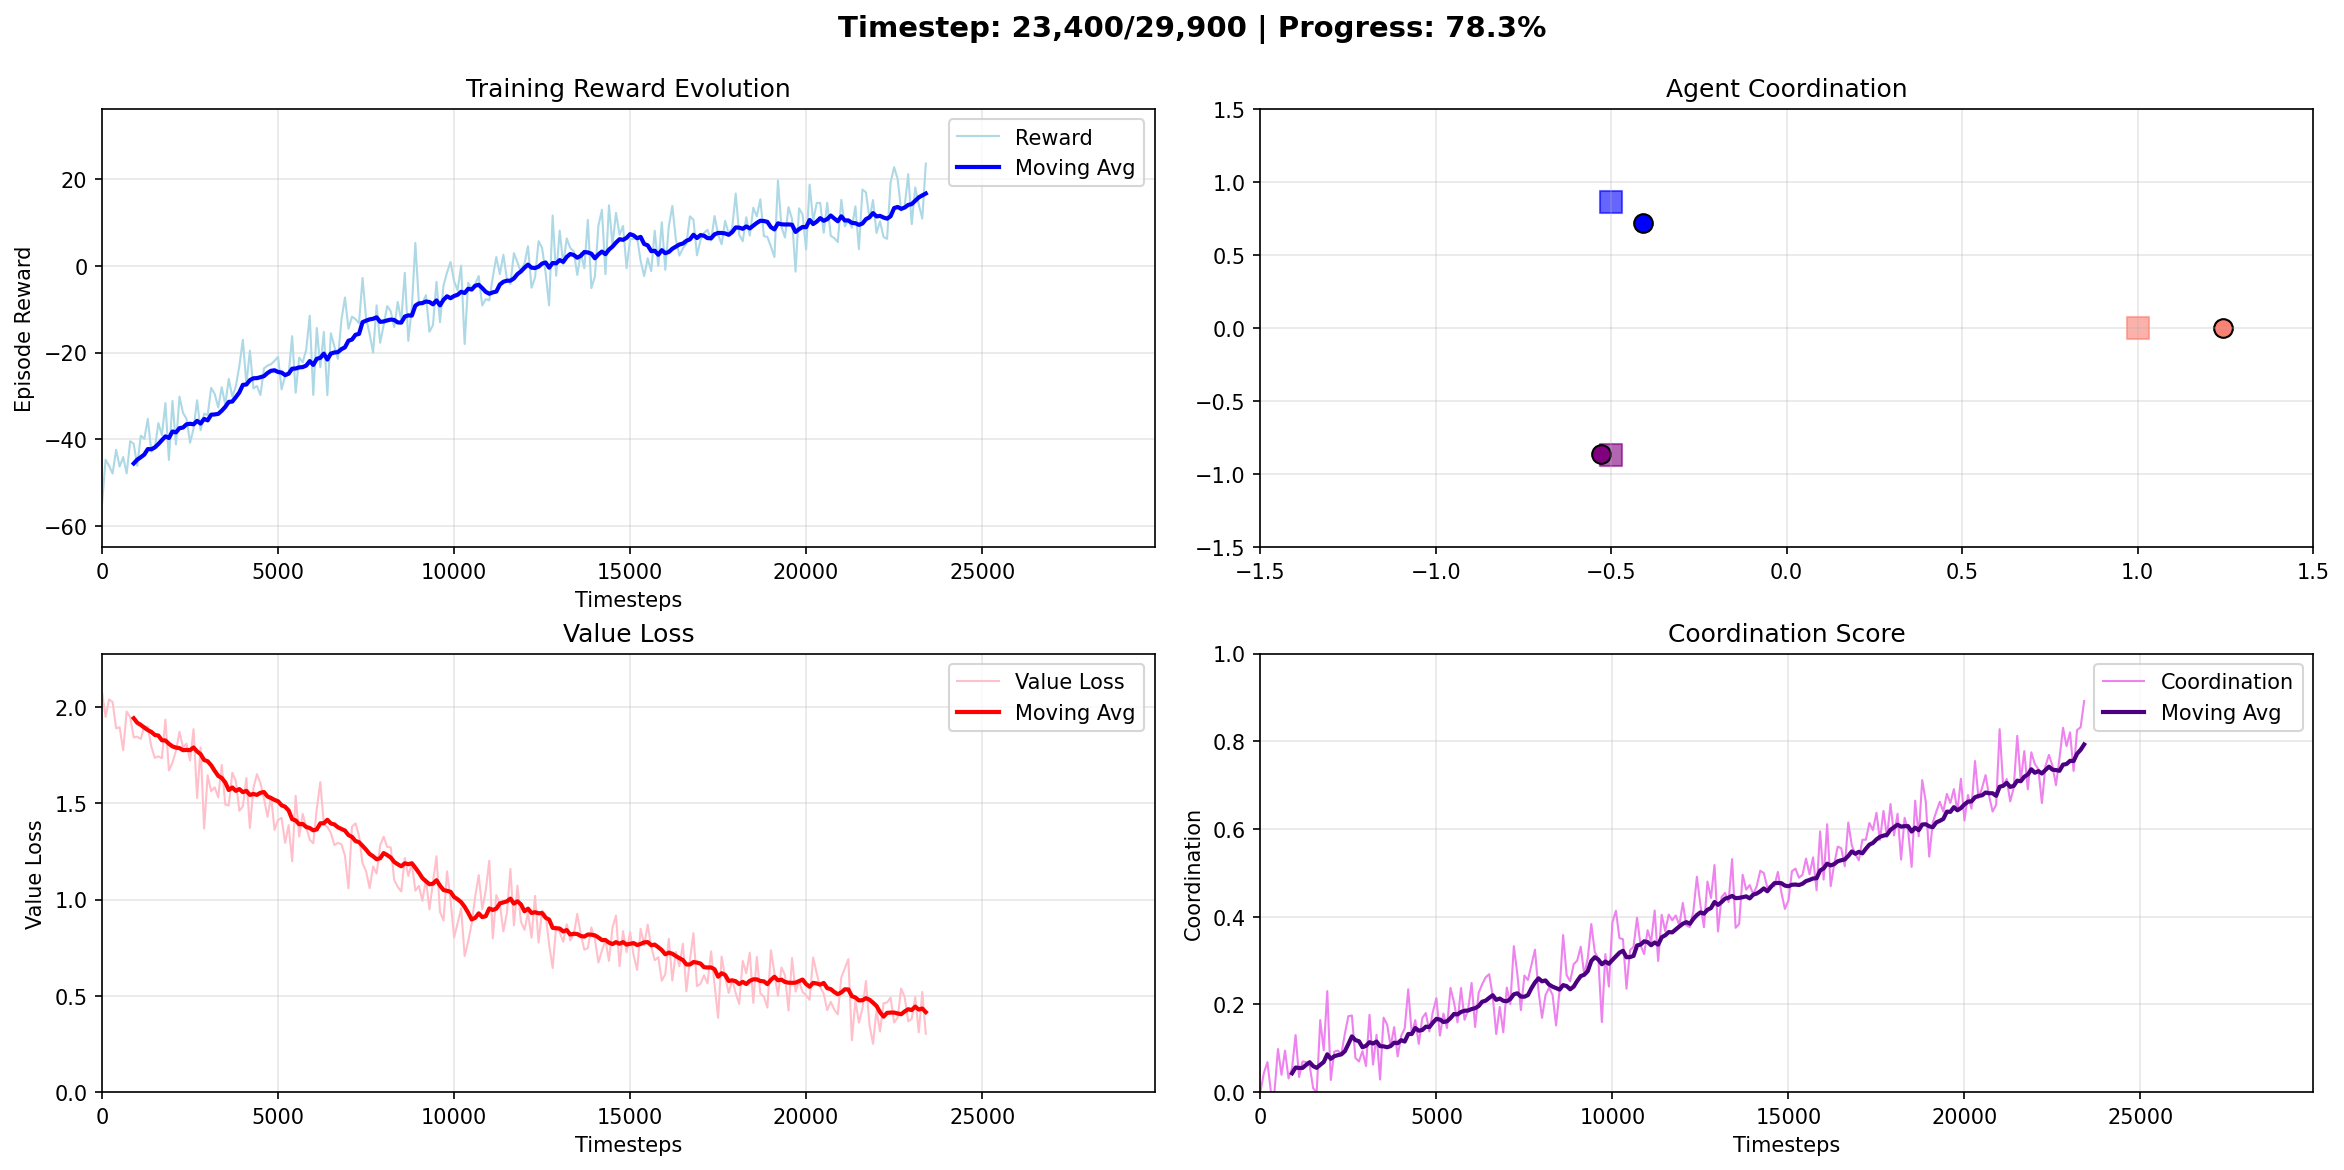 Timestep: 23,400/29,900 | Progress: 78.3%
Training Reward Evolution
Episode Reward
20
0
−20
−40
−60
Reward
Moving Avg
0
5000
10000
15000
20000
25000
Timesteps
Agent Coordination
1.5
1.0
0.5
0.0
−0.5
−1.0
−1.5
−1.5
−1.0
−0.5
0.0
0.5
1.0
1.5
Value Loss
Value Loss
2.0
1.5
1.0
0.5
0.0
Value Loss
Moving Avg
0
5000
10000
15000
20000
25000
Timesteps
Coordination Score
Coordination
1.0
0.8
0.6
0.4
0.2
0.0
Coordination
Moving Avg
0
5000
10000
15000
20000
25000
Timesteps